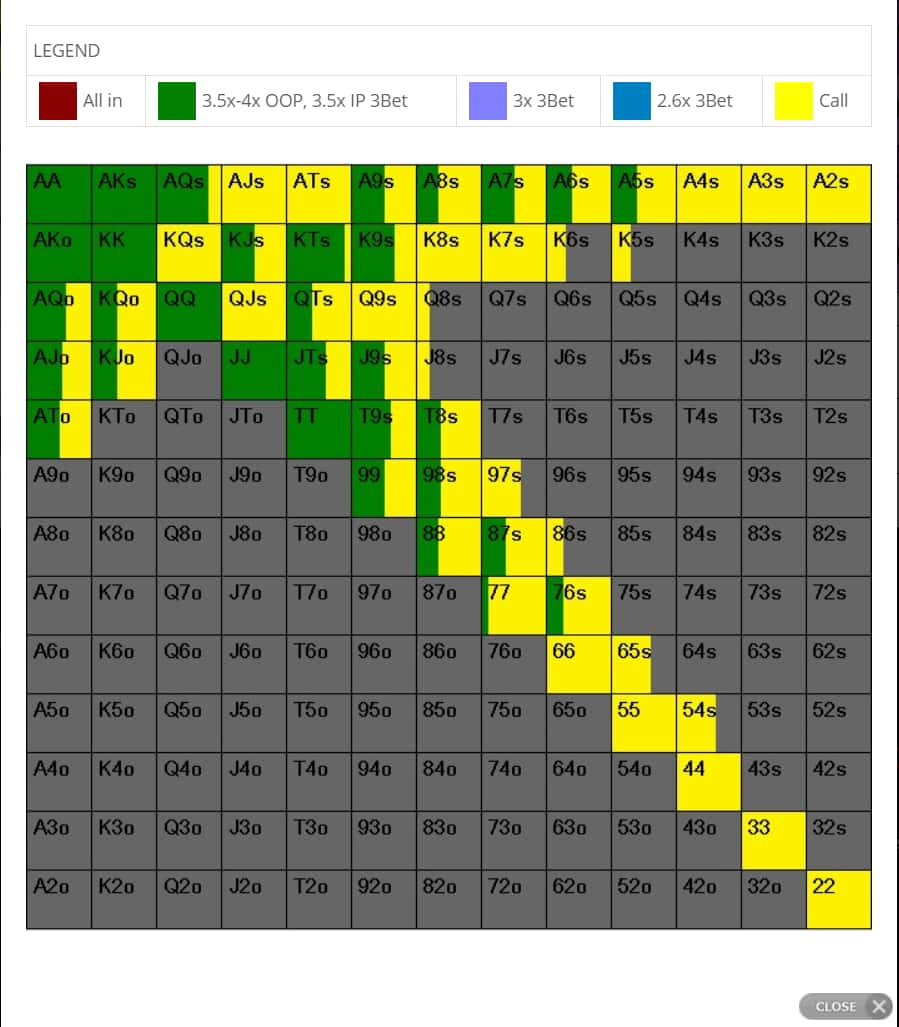 LEGEND
All in 3.5x-4x OOP, 3.5x IP 3Bet 3x 3Bet 2.6x 3Bet Call
AA AKs AQs AJs ATs A9s A8s A7s A6s A5s A4s A3s A2s
AKo KK KQs KJs KTs K9s K8s K7s K6s K5s K4s K3s K2s
AQo KQo QQ QJs QTs Q9s Q8s Q7s Q6s Q5s Q4s Q3s Q2s
AJo KJo QJo JJ JTs J9s J8s J7s J6s J5s J4s J3s J2s
ATo KTo QTo JTo TT T9s T8s T7s T6s T5s T4s T3s T2s
A9o K9o Q9o J9o T9o 99 98s 97s 96s 95s 94s 93s 92s
A8o K8o Q8o J8o T8o 98o 88 87s 86s 85s 84s 83s 82s
A7o K7o Q7o J7o T7o 97o 87o 77 76s 75s 74s 73s 72s
A6o K6o Q6o J6o T6o 96o 86o 76o 66 65s 64s 63s 62s
A5o K5o Q5o J5o T5o 95o 85o 75o 65o 55 54s 53s 52s
A4o K4o Q4o J4o T4o 94o 84o 74o 64o 54o 44 43s 42s
A3o K3o Q3o J3o T3o 93o 83o 73o 63o 53o 43o 33 32s
A2o K2o Q2o J2o T2o 92o 82o 72o 62o 52o 42o 32o 22
CLOSE